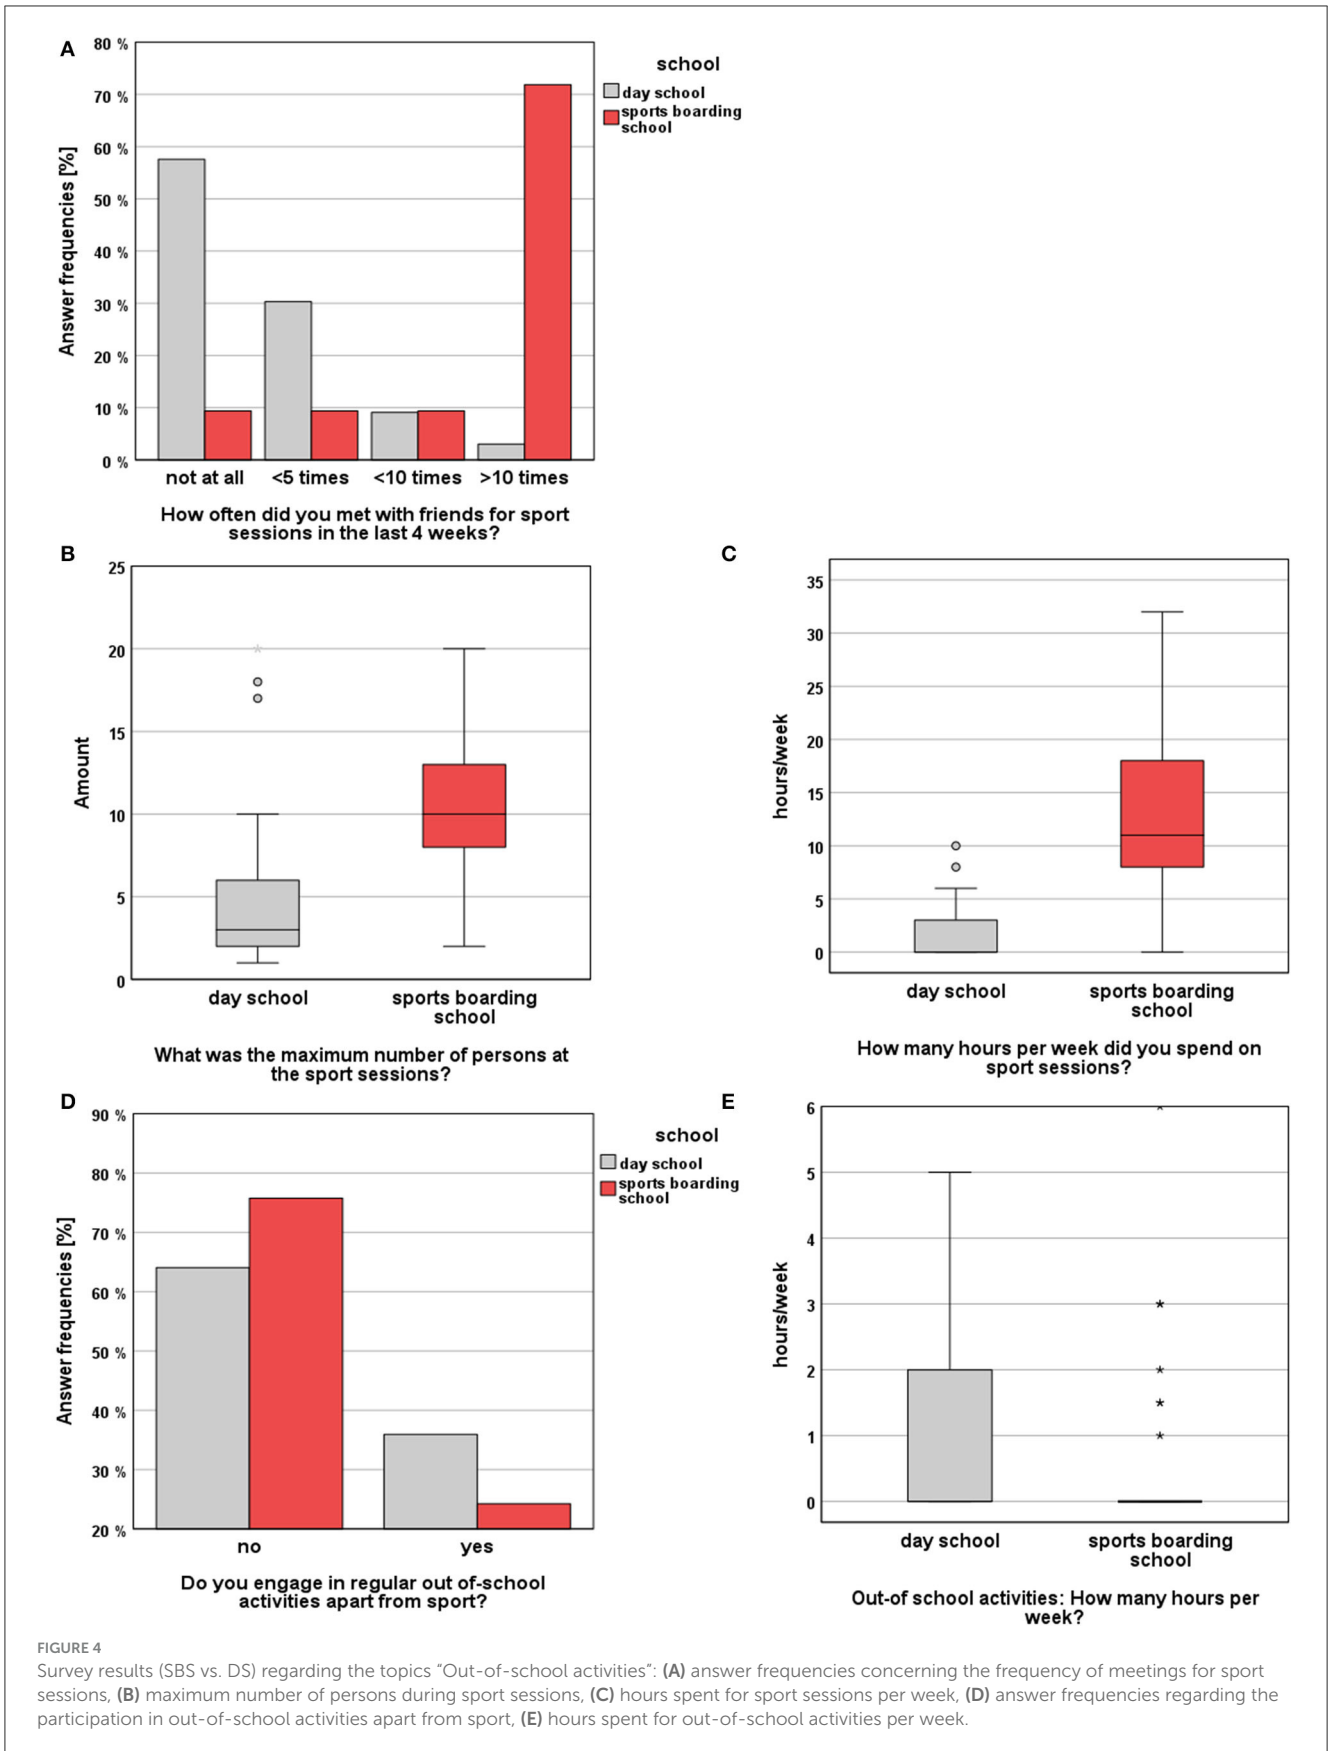 A
80 %
70 %
60 %
50 %
40 %
30 %
20 %
10 %
0 %
Answer frequencies [%]
school
day school
sports boarding
school
not at all
<5 times
<10 times
>10 times
How often did you met with friends for sport
sessions in the last 4 weeks?
B
25
20
15
10
5
0
Amount
day school
sports boarding
school
What was the maximum number of persons at
the sport sessions?
C
35
30
25
20
15
10
5
0
hours/week
day school
sports boarding
school
How many hours per week did you spend on
sport sessions?
D
90 %
80 %
70 %
60 %
50 %
40 %
30 %
20 %
Answer frequencies [%]
school
day school
sports boarding
school
no
yes
Do you engage in regular out of-school
activities apart from sport?
E
6
5
4
3
2
1
0
hours/week
day school
sports boarding
school
Out-of school activities: How many hours per
week?
FIGURE 4
Survey results (SBS vs. DS) regarding the topics “Out-of-school activities”: (A) answer frequencies concerning the frequency of meetings for sport
sessions, (B) maximum number of persons during sport sessions, (C) hours spent for sport sessions per week, (D) answer frequencies regarding the
participation in out-of-school activities apart from sport, (E) hours spent for out-of-school activities per week.